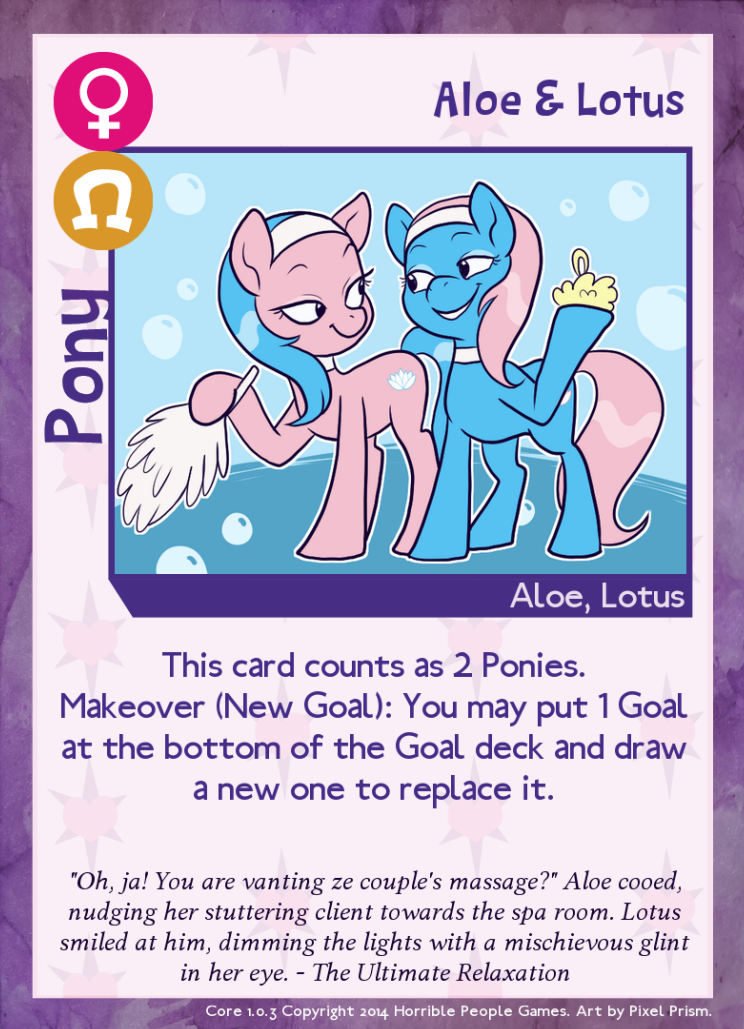 Aloe & Lotus
Pony
Aloe, Lotus
This card counts as 2 Ponies.
Makeover (New Goal): You may put 1 Goal
at the bottom of the Goal deck and draw
a new one to replace it.
"Oh, ja! You are vanting ze couple's massage?" Aloe cooed,
nudging her stuttering client towards the spa room. Lotus
smiled at him, dimming the lights with a mischievous glint
in her eye. - The Ultimate Relaxation
Core 1.0.3 Copyright 2014 Horrible People Games. Art by Pixel Prism.